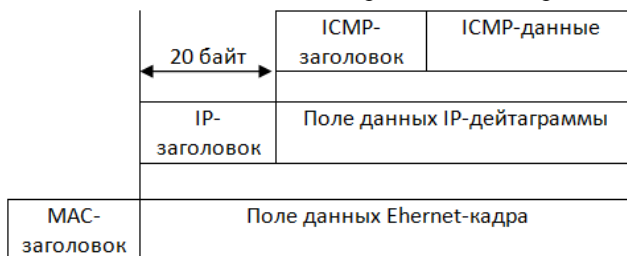 ICMP-
заголовок
ICMP-данные
20 байт
IP-
заголовок
Поле данных IP-дейтаграммы
MAC-
заголовок
Поле данных Ehernet-кадра